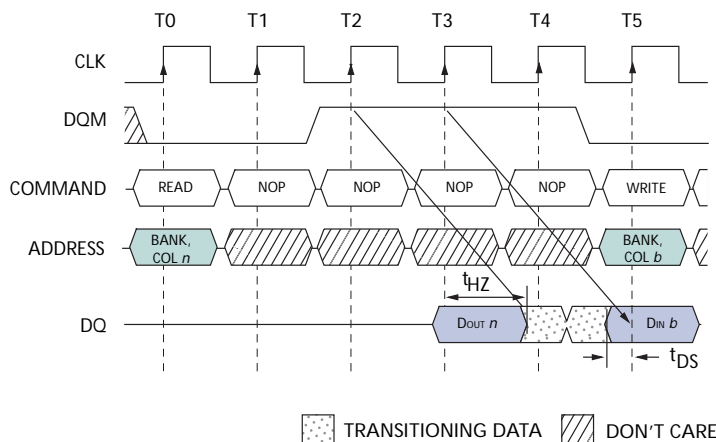 T0 T1 T2 T3 T4 T5
CLK
DQM
COMMAND READ NOP NOP NOP NOP WRITE
ADDRESS BANK, COL n BANK, COL b
tHZ
DQ DOUT n DIN b
tDS
TRANSITIONING DATA DON'T CARE